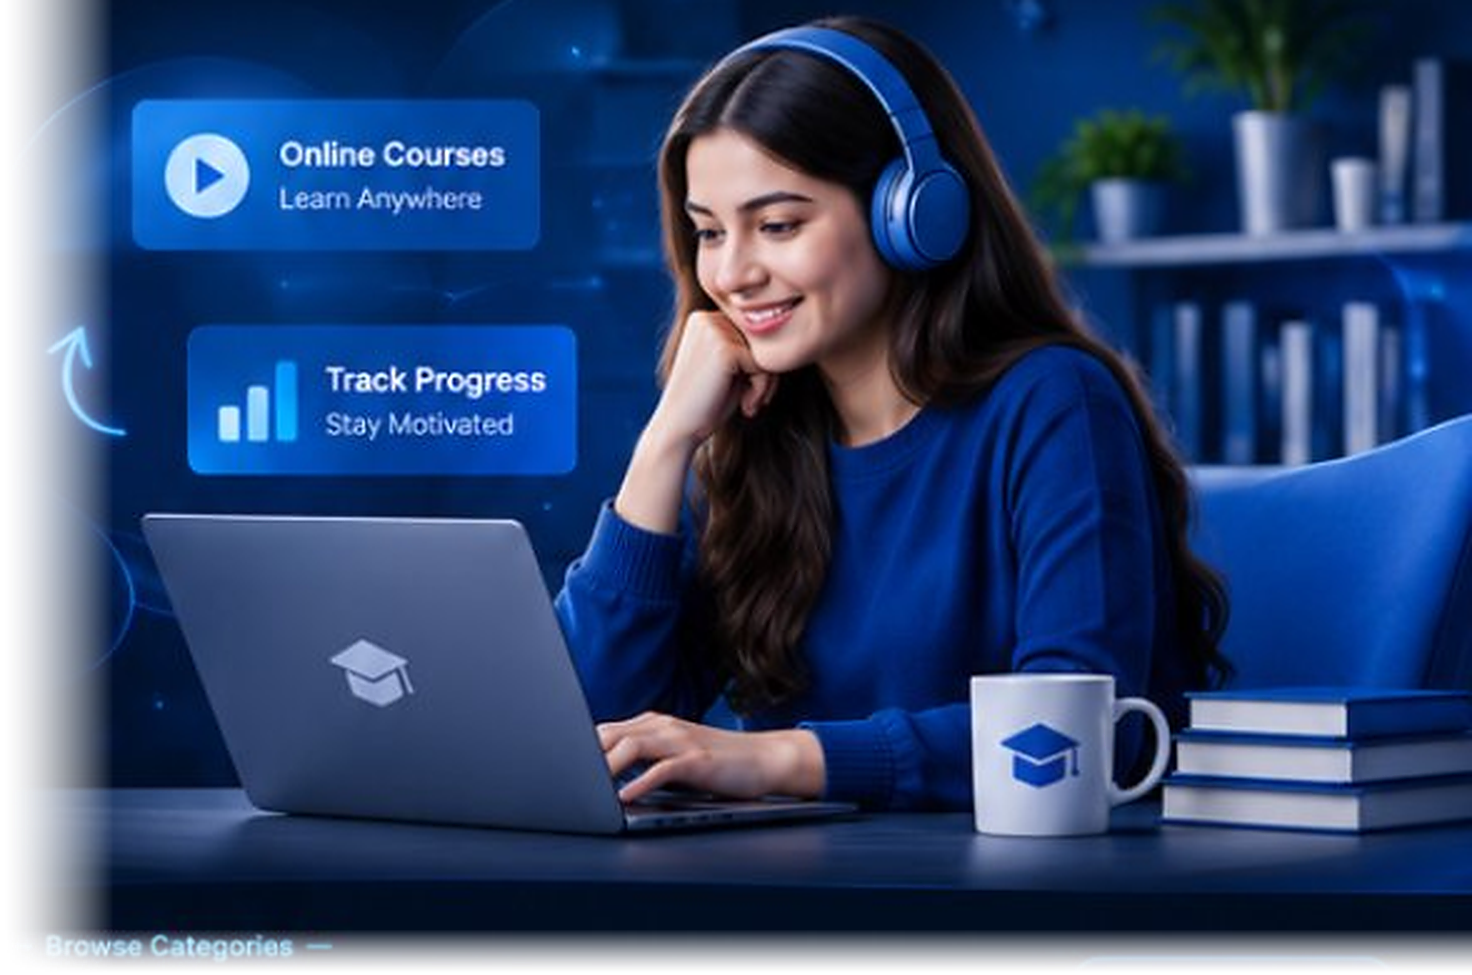 Online Courses
Learn Anywhere
Track Progress
Stay Motivated
Browse Categories